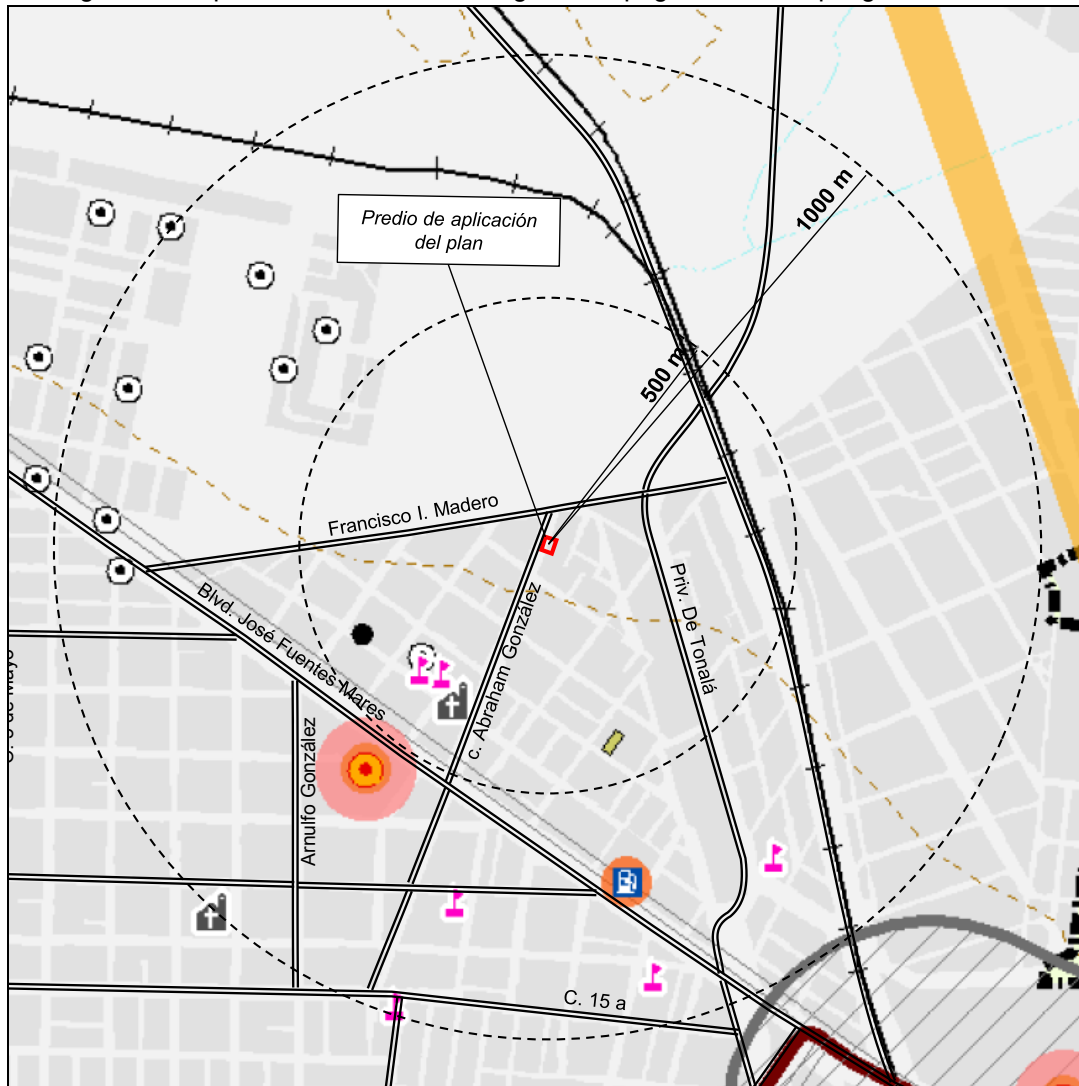 Predio de aplicación
del plan
1000 m
500 m
Francisco I. Madero
Blvd. José Fuentes Mares
c. Abraham González
Priv. De Tonalá
Arnulfo González
C. 15 a